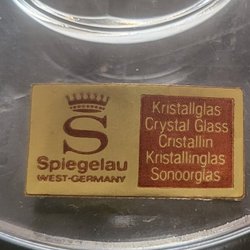 S
Spiegelau
WEST-GERMANY
Kristallglas
Crystal Glass
Cristallin
Kristallinglas
Sonoorglas